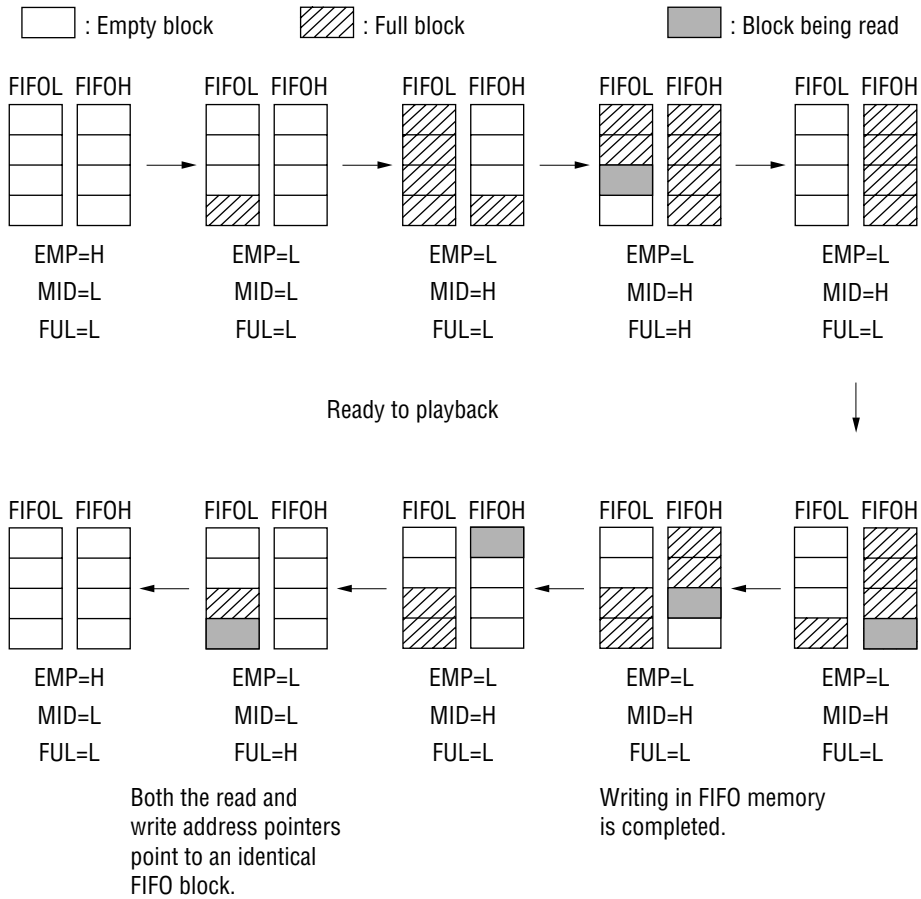 : Empty block : Full block : Block being read
FIFOL FIFOH FIFOL FIFOH FIFOL FIFOH FIFOL FIFOH FIFOL FIFOH
EMP=H EMP=L EMP=L EMP=L EMP=L
MID=L MID=L MID=H MID=H MID=H
FUL=L FUL=L FUL=L FUL=H FUL=L
Ready to playback
FIFOL FIFOH FIFOL FIFOH FIFOL FIFOH FIFOL FIFOH FIFOL FIFOH
EMP=H EMP=L EMP=L EMP=L EMP=L
MID=L MID=L MID=H MID=H MID=H
FUL=L FUL=H FUL=L FUL=L FUL=L
Both the read and
write address pointers
point to an identical
FIFO block.
Writing in FIFO memory
is completed.